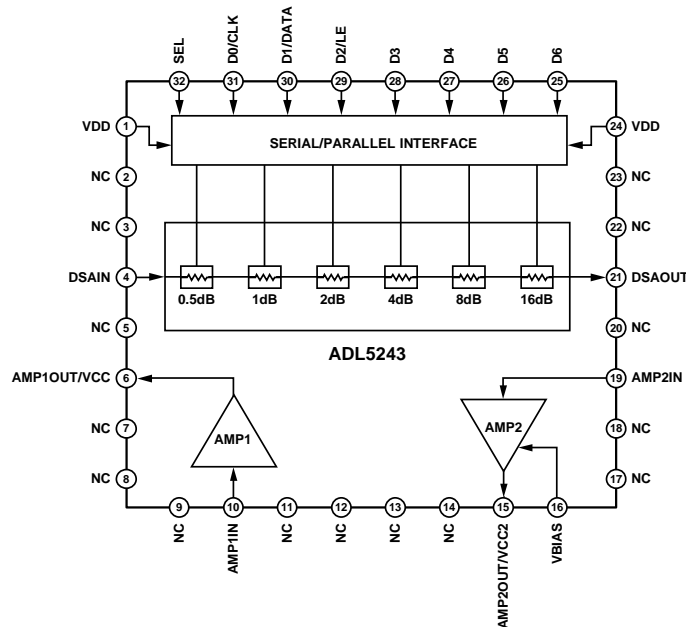 SEL
D0/CLK
D1/DATA
D2/LE
D3
D4
D5
D6
32
31
30
29
28
27
26
25
VDD 1
SERIAL/PARALLEL INTERFACE
24 VDD
NC 2
23 NC
NC 3
22 NC
DSAIN 4
21 DSAOUT
0.5dB
1dB
2dB
4dB
8dB
16dB
NC 5
20 NC
ADL5243
AMP1OUT/VCC 6
19 AMP2IN
NC 7
AMP1
AMP2
18 NC
NC 8
17 NC
9
10
11
12
13
14
15
16
NC
AMP1IN
NC
NC
NC
NC
AMP2OUT/VCC2
VBIAS